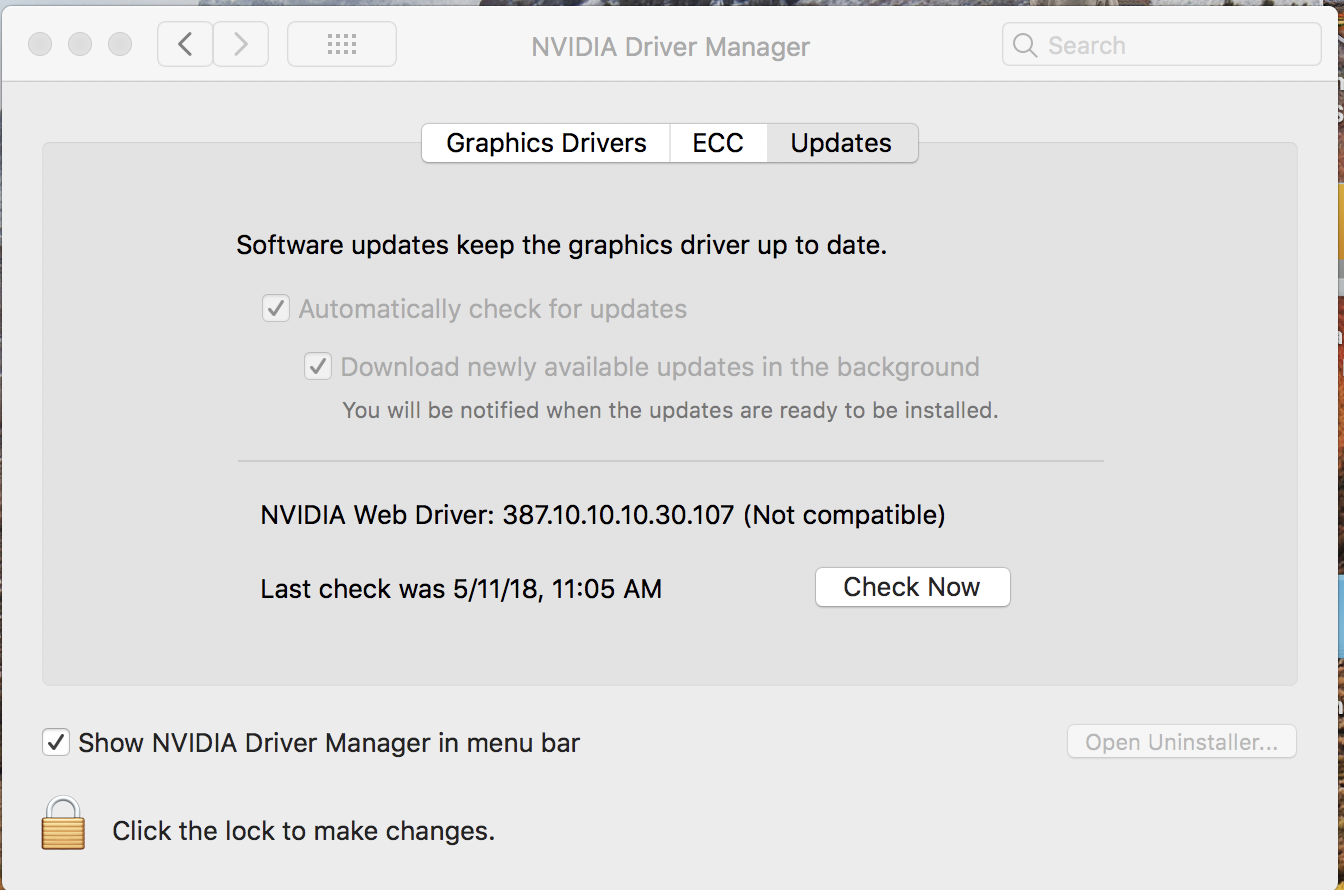 NVIDIA Driver Manager
Search
Graphics Drivers
ECC
Updates
Software updates keep the graphics driver up to date.
Automatically check for updates
Download newly available updates in the background
You will be notified when the updates are ready to be installed.
NVIDIA Web Driver: 387.10.10.10.30.107 (Not compatible)
Last check was 5/11/18, 11:05 AM
Check Now
Show NVIDIA Driver Manager in menu bar
Open Uninstaller...
Click the lock to make changes.